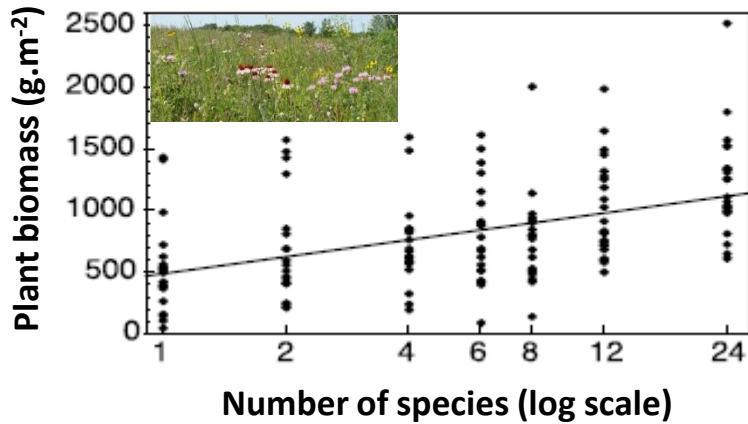 Plant biomass (g.m⁻²)
2500
2000
1500
1000
500
0
1 2 4 6 8 12 24
Number of species (log scale)